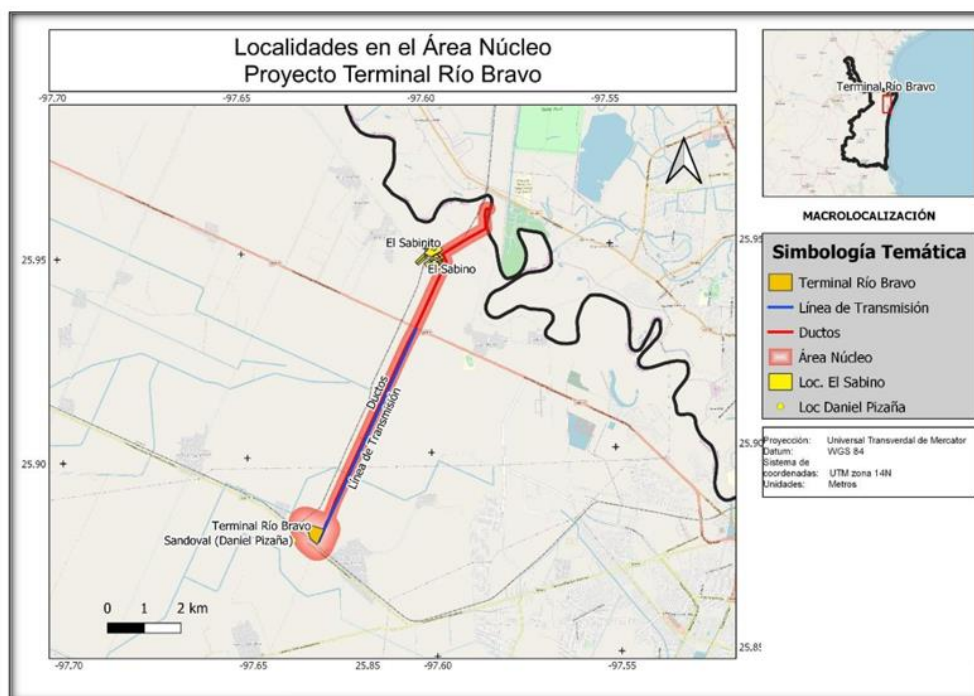 Localidades en el Área Núcleo
Proyecto Terminal Río Bravo
-97.70
-97.65
-97.60
-97.55
25.95
25.95
25.90
25.90
25.85
-97.70
-97.65
25.85
-97.60
-97.55
El Sabinito
El Sabino
Ductos
Línea de Transmisión
Terminal Río Bravo
Sandoval (Daniel Pizaña)
0 1 2 km
Terminal Río Bravo
MACROLOCALIZACIÓN
Simbología Temática
Terminal Río Bravo
Línea de Transmisión
Ductos
Área Núcleo
Loc. El Sabino
Loc Daniel Pizaña
Proyección: Universal Transverdal de Mercator
Datum: WGS 84
Sistema de
coordenadas: UTM zona 14N
Unidades: Metros